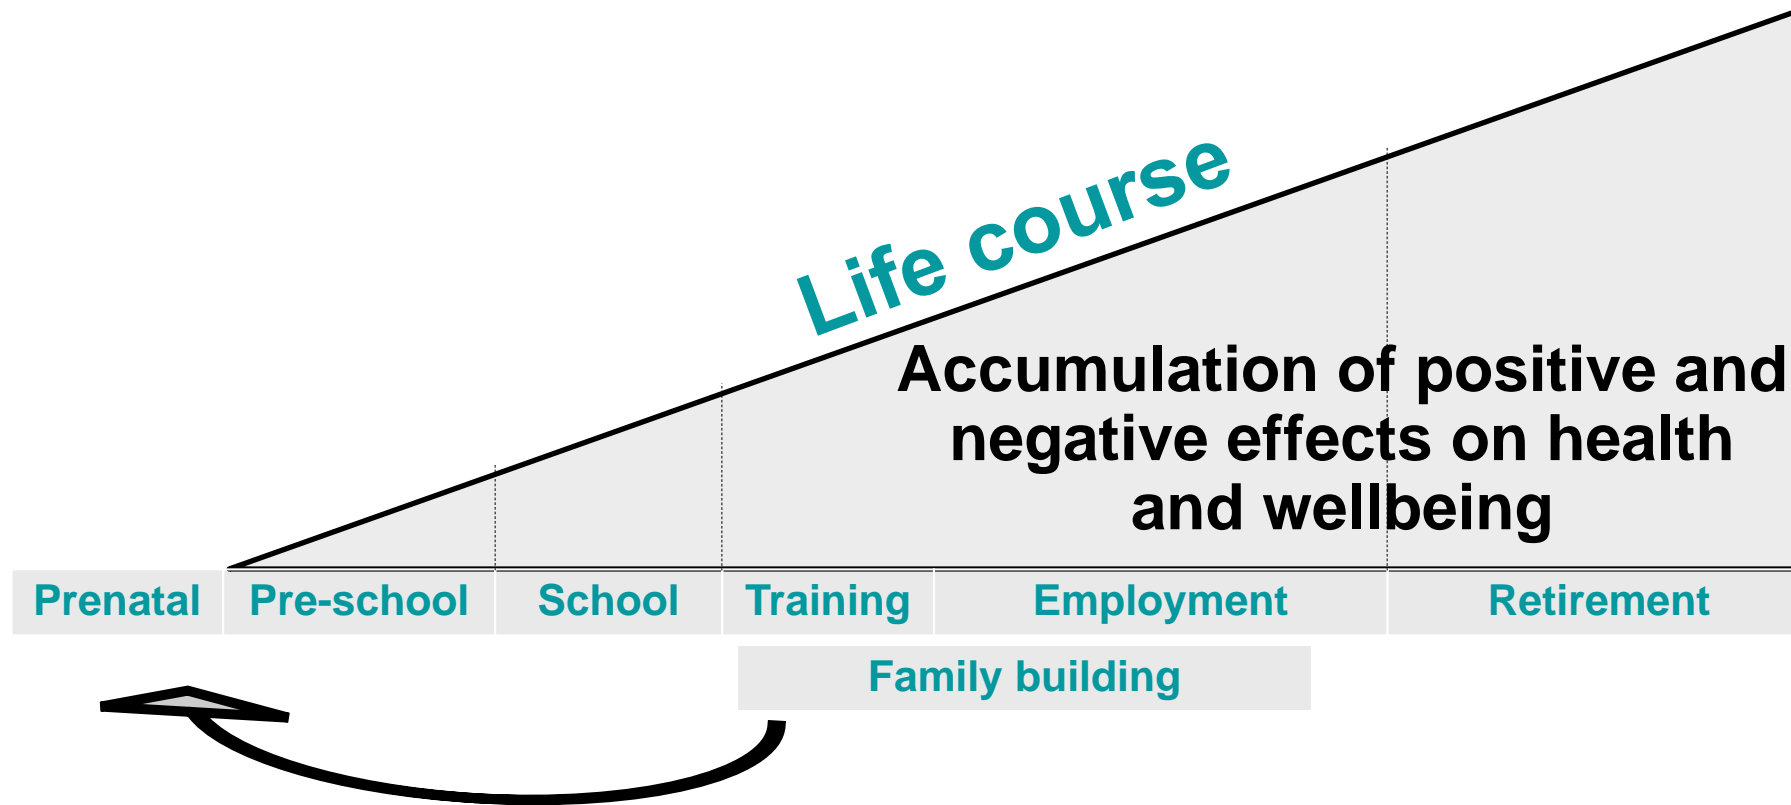 Life course
Accumulation of positive and
negative effects on health
and wellbeing
Prenatal
Pre-school
School
Training
Employment
Retirement
Family building